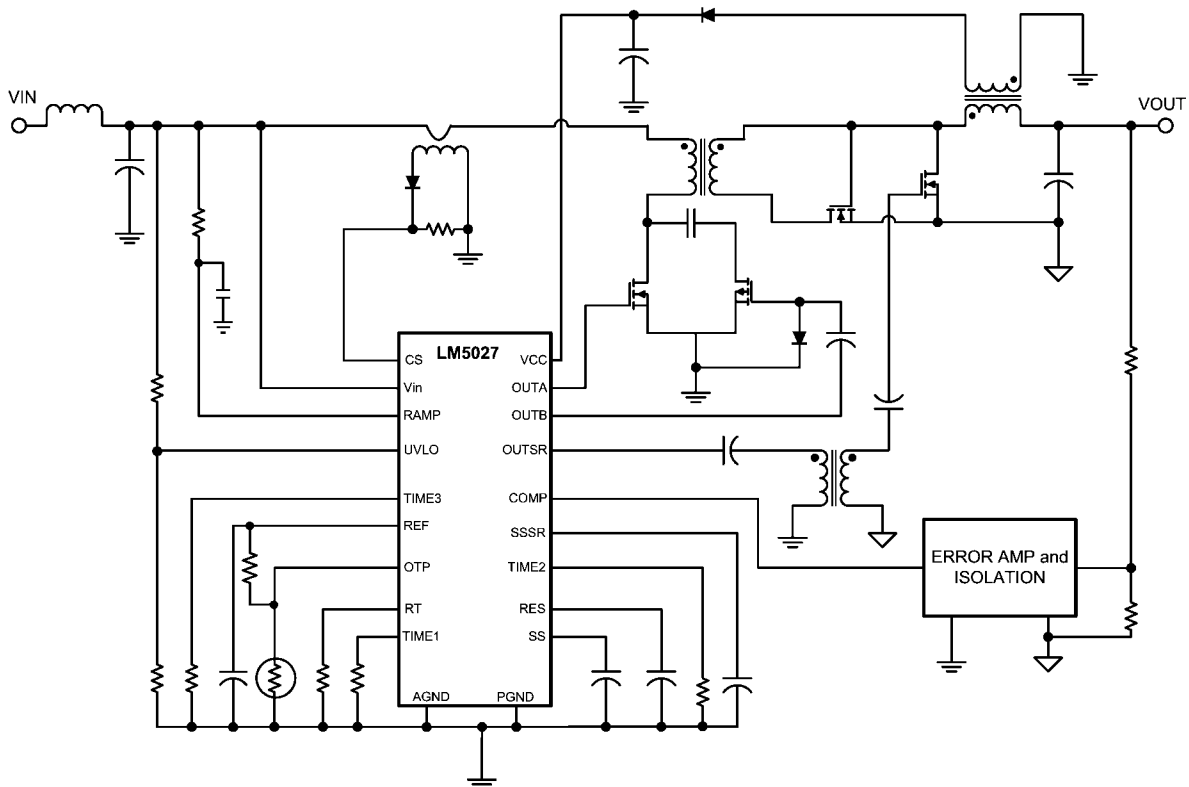 VIN
VOUT
LM5027
CS
VCC
Vin
OUTA
RAMP
OUTB
UVLO
OUTSR
TIME3
COMP
REF
SSSR
OTP
TIME2
RT
RES
TIME1
SS
AGND
PGND
ERROR AMP and
ISOLATION